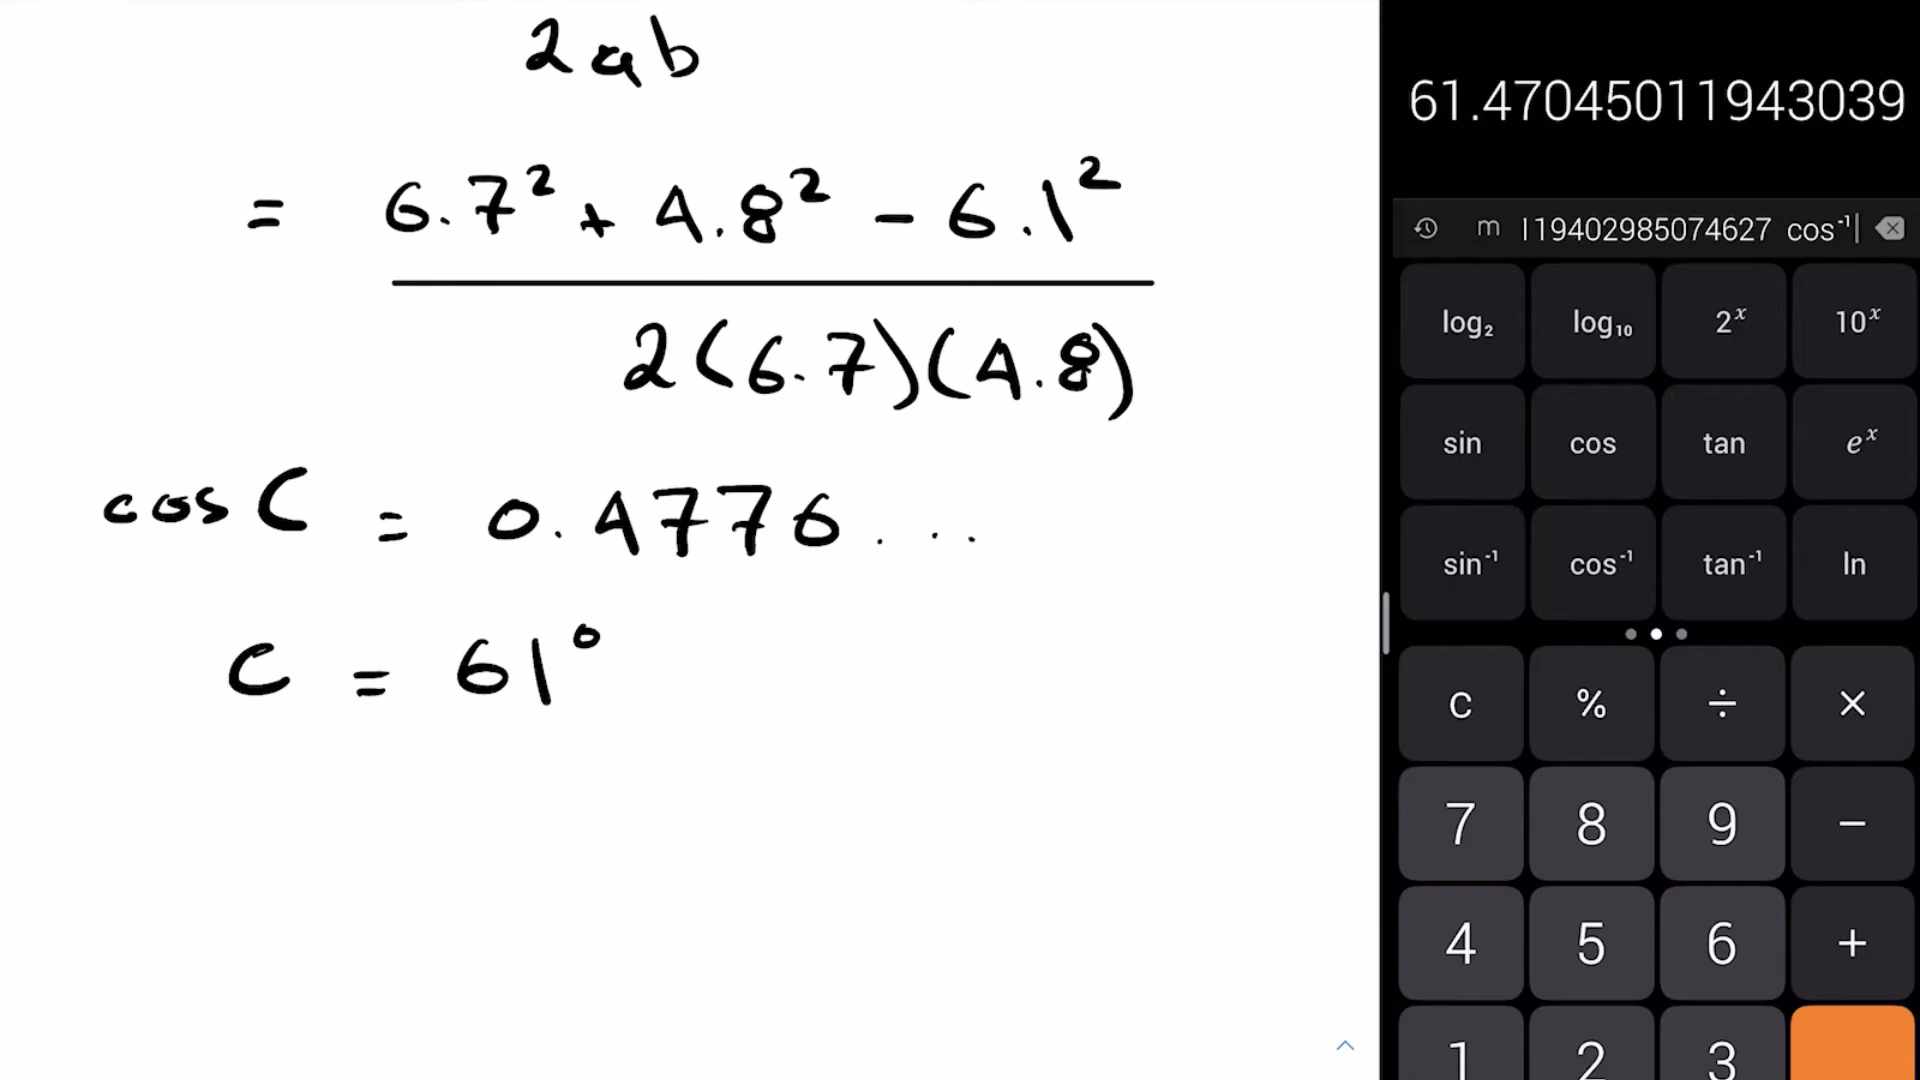 2ab
= 6.7² + 4.8² - 6.1²
2(6.7)(4.8)
cos C = 0.4776...
C = 61°
61.47045011943039
m 119402985074627 cos⁻¹
log₂ log₁₀ 2ˣ 10ˣ
sin cos tan eˣ
sin⁻¹ cos⁻¹ tan⁻¹ ln
C % ÷ ×
7 8 9 −
4 5 6 +
1 2 3